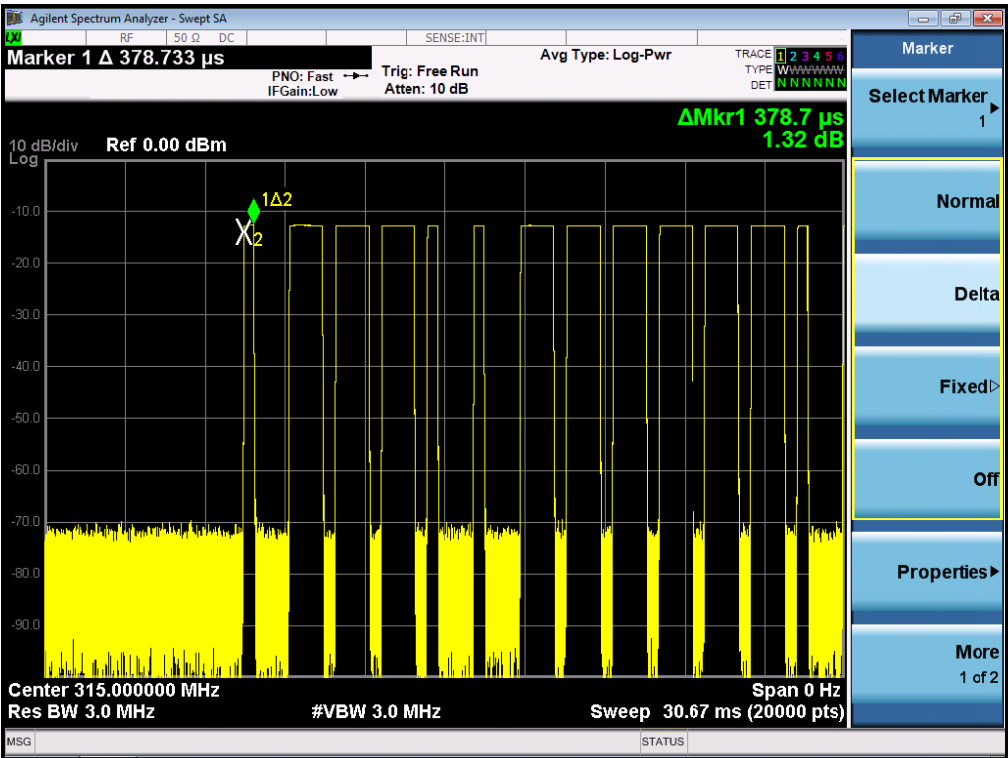 Agilent Spectrum Analyzer - Swept SA
LXI RF 50 Ω DC SENSE:INT
Marker 1 Δ 378.733 µs
PNO: Fast
IFGain:Low
Trig: Free Run
Atten: 10 dB
Avg Type: Log-Pwr
TRACE 1 2 3 4 5 6
TYPE WWWWWW
DET N N N N N N
ΔMkr1 378.7 µs
1.32 dB
10 dB/div Ref 0.00 dBm
Log
1Δ2
2
-10.0
-20.0
-30.0
-40.0
-50.0
-60.0
-70.0
-80.0
-90.0
Center 315.000000 MHz Span 0 Hz
Res BW 3.0 MHz #VBW 3.0 MHz Sweep 30.67 ms (20000 pts)
MSG STATUS
Marker
Select Marker
1
Normal
Delta
Fixed
Off
Properties
More
1 of 2